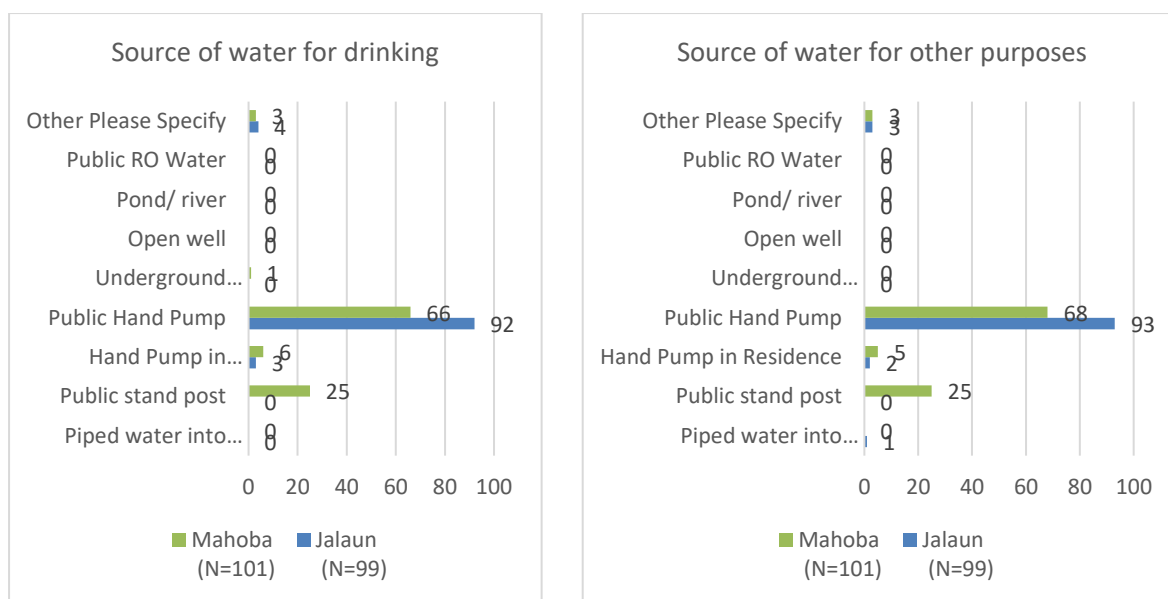 Source of water for drinking
Other Please Specify
3
4
Public RO Water
0
0
Pond/ river
0
0
Open well
0
0
Underground...
1
0
Public Hand Pump
66
92
Hand Pump in...
6
3
Public stand post
25
0
Piped water into...
0
0
0 20 40 60 80 100
Mahoba Jalaun
(N=101) (N=99)
Source of water for other purposes
Other Please Specify
3
3
Public RO Water
0
0
Pond/ river
0
0
Open well
0
0
Underground...
0
0
Public Hand Pump
68
93
Hand Pump in Residence
5
2
Public stand post
25
0
Piped water into...
0
1
0 20 40 60 80 100
Mahoba Jalaun
(N=101) (N=99)